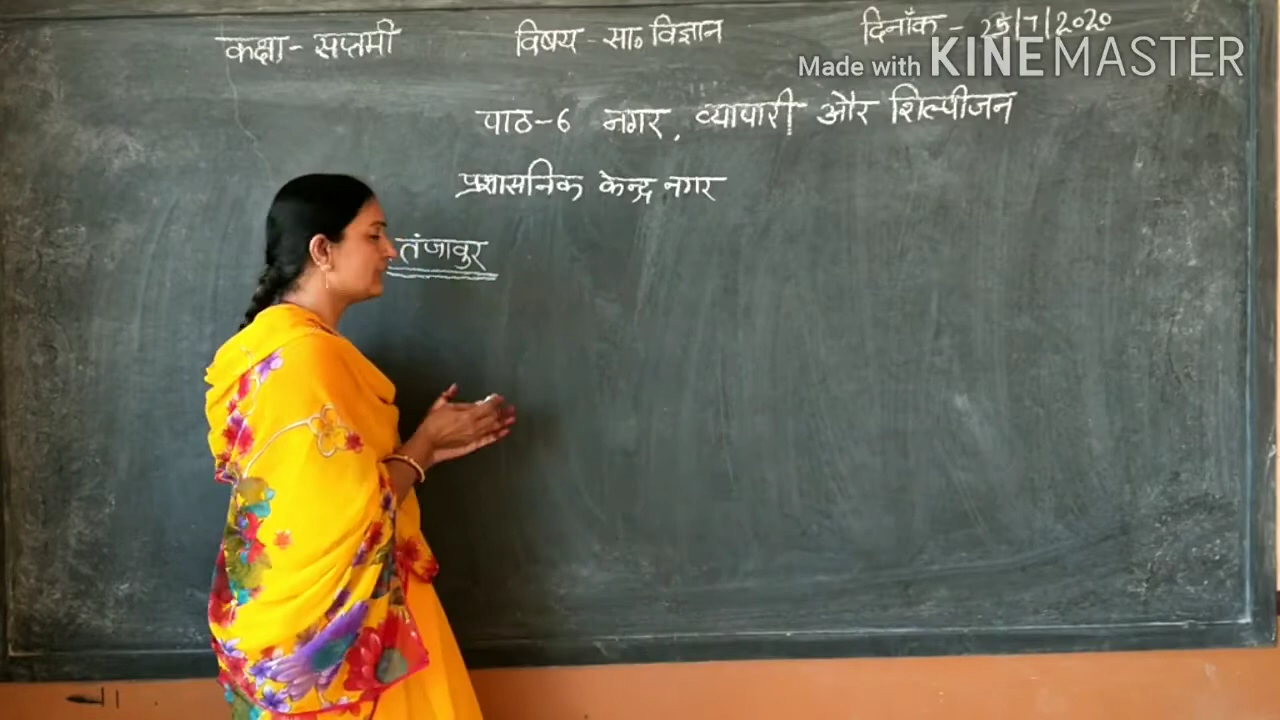 कक्षा - सप्तमी विषय - सा० विज्ञान दिनाँक - 25/7/2020
Made with KINEMASTER
पाठ-6 नगर, व्यापारी और शिल्पीजन
प्रशासनिक केन्द्र नगर
तंजावुर